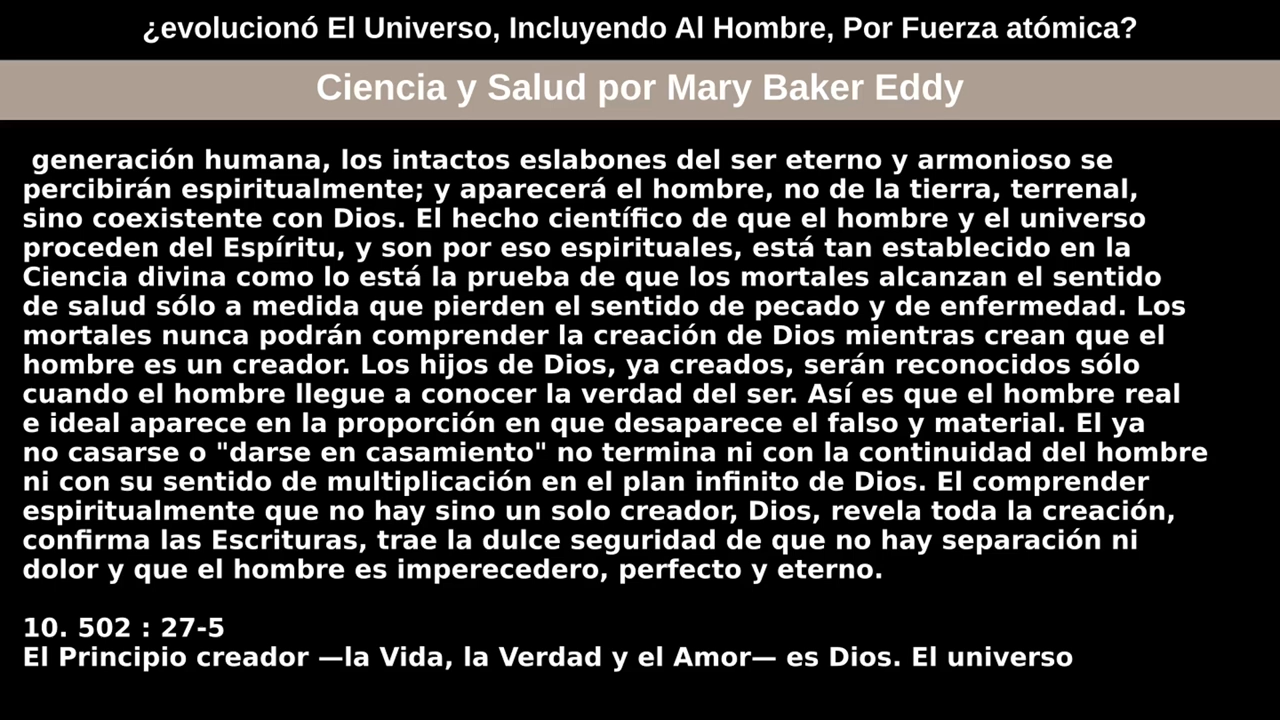 ¿evolucionó El Universo, Incluyendo Al Hombre, Por Fuerza atómica?
Ciencia y Salud por Mary Baker Eddy
generación humana, los intactos eslabones del ser eterno y armonioso se
percibirán espiritualmente; y aparecerá el hombre, no de la tierra, terrenal,
sino coexistente con Dios. El hecho científico de que el hombre y el universo
proceden del Espíritu, y son por eso espirituales, está tan establecido en la
Ciencia divina como lo está la prueba de que los mortales alcanzan el sentido
de salud sólo a medida que pierden el sentido de pecado y de enfermedad. Los
mortales nunca podrán comprender la creación de Dios mientras crean que el
hombre es un creador. Los hijos de Dios, ya creados, serán reconocidos sólo
cuando el hombre llegue a conocer la verdad del ser. Así es que el hombre real
e ideal aparece en la proporción en que desaparece el falso y material. El ya
no casarse o "darse en casamiento" no termina ni con la continuidad del hombre
ni con su sentido de multiplicación en el plan infinito de Dios. El comprender
espiritualmente que no hay sino un solo creador, Dios, revela toda la creación,
confirma las Escrituras, trae la dulce seguridad de que no hay separación ni
dolor y que el hombre es imperecedero, perfecto y eterno.
10. 502 : 27-5
El Principio creador —la Vida, la Verdad y el Amor— es Dios. El universo